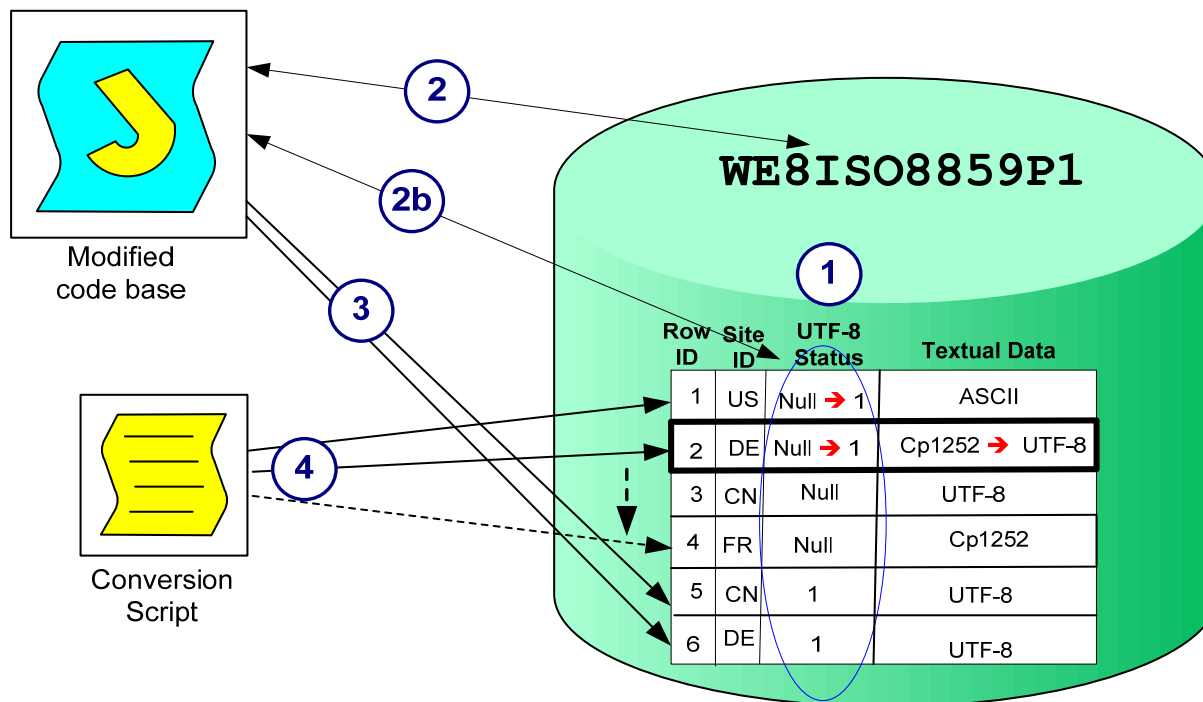 2
WE8ISO8859P1
2b
Modified
code base
1
3
Row
ID
Site
ID
UTF-8
Status
Textual Data
1 US Null ➔ 1 ASCII
2 DE Null ➔ 1 Cp1252 ➔ UTF-8
3 CN Null UTF-8
4 FR Null Cp1252
5 CN 1 UTF-8
6 DE 1 UTF-8
4
Conversion
Script